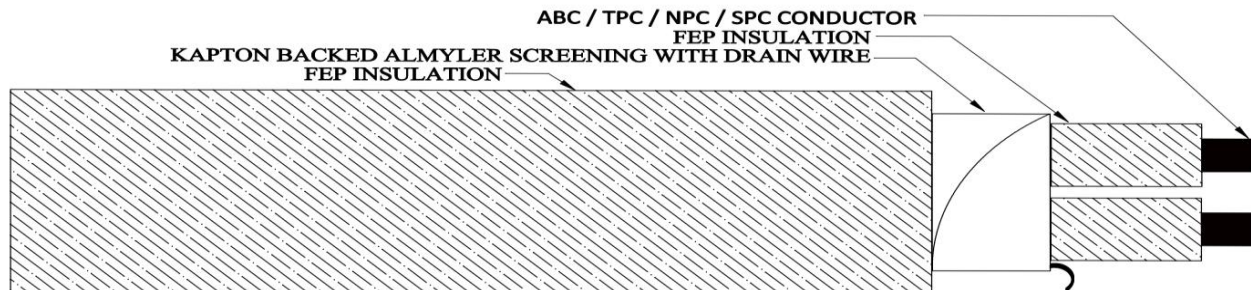 ABC / TPC / NPC / SPC CONDUCTOR
FEP INSULATION
KAPTON BACKED ALMYLER SCREENING WITH DRAIN WIRE
FEP INSULATION